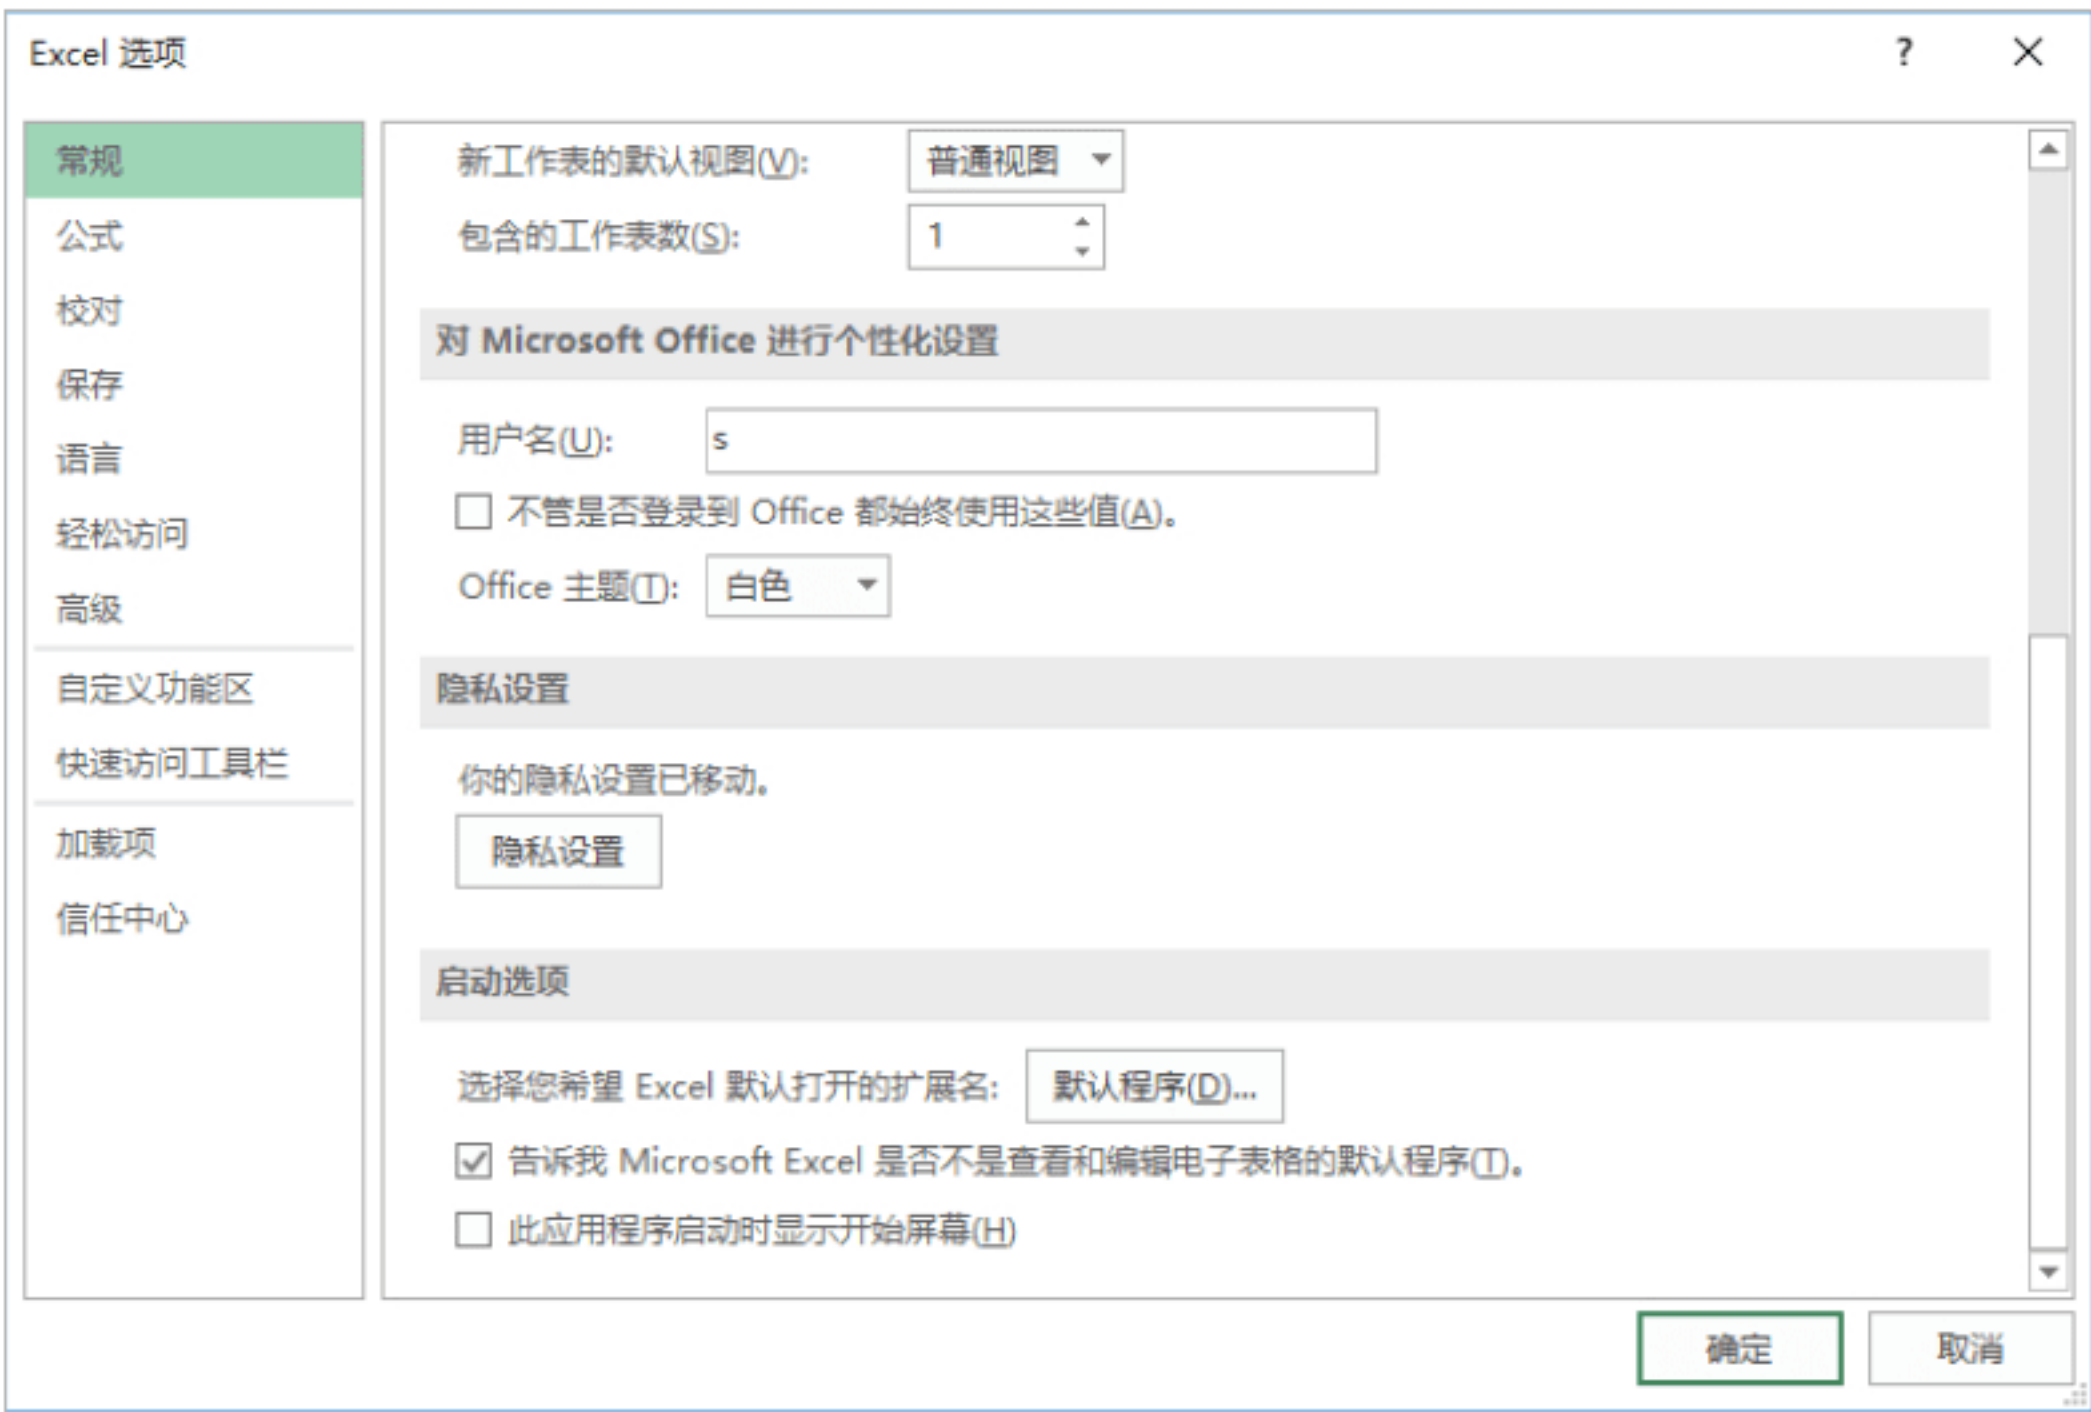 Excel 选项
?
常规
公式
校对
保存
语言
轻松访问
高级
自定义功能区
快速访问工具栏
加载项
信任中心
新工作表的默认视图(V): 普通视图
包含的工作表数(S): 1
对 Microsoft Office 进行个性化设置
用户名(U): s
不管是否登录到 Office 都始终使用这些值(A)。
Office 主题(T): 白色
隐私设置
你的隐私设置已移动。
隐私设置
启动选项
选择您希望 Excel 默认打开的扩展名: 默认程序(D)...
告诉我 Microsoft Excel 是否不是查看和编辑电子表格的默认程序(T)。
此应用程序启动时显示开始屏幕(H)
确定 取消